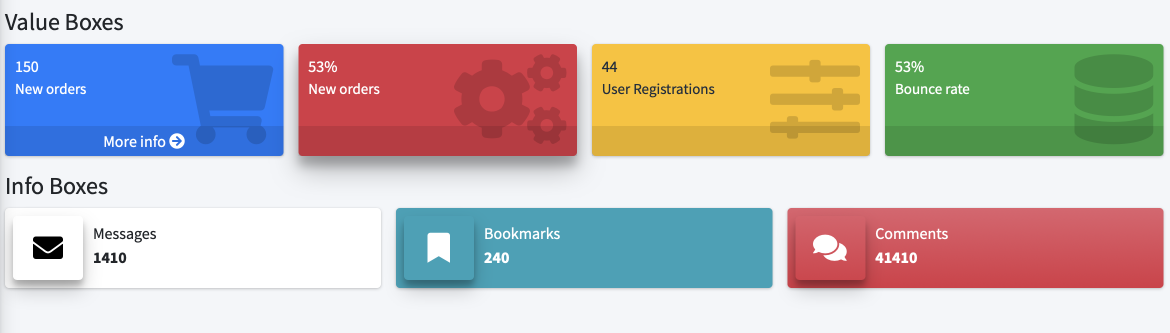 Value Boxes
150
New orders
More info
53%
New orders
44
User Registrations
53%
Bounce rate
Info Boxes
Messages
1410
Bookmarks
240
Comments
41410